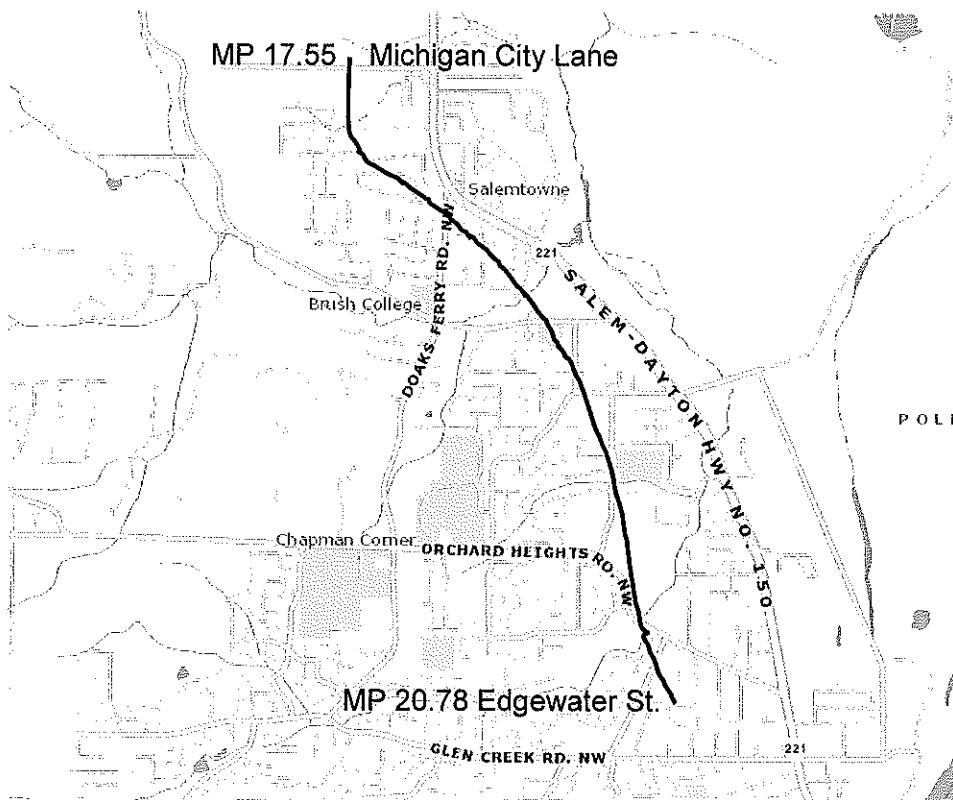 MP 17.55 Michigan City Lane
Salemtowne
221
Brush College
DOAKS FERRY RD. NW
SALEM-DAYTON HWY NO. 150
Chapman Corner
ORCHARD HEIGHTS RD. NW
MP 20.78 Edgewater St.
GLEN CREEK RD. NW
221